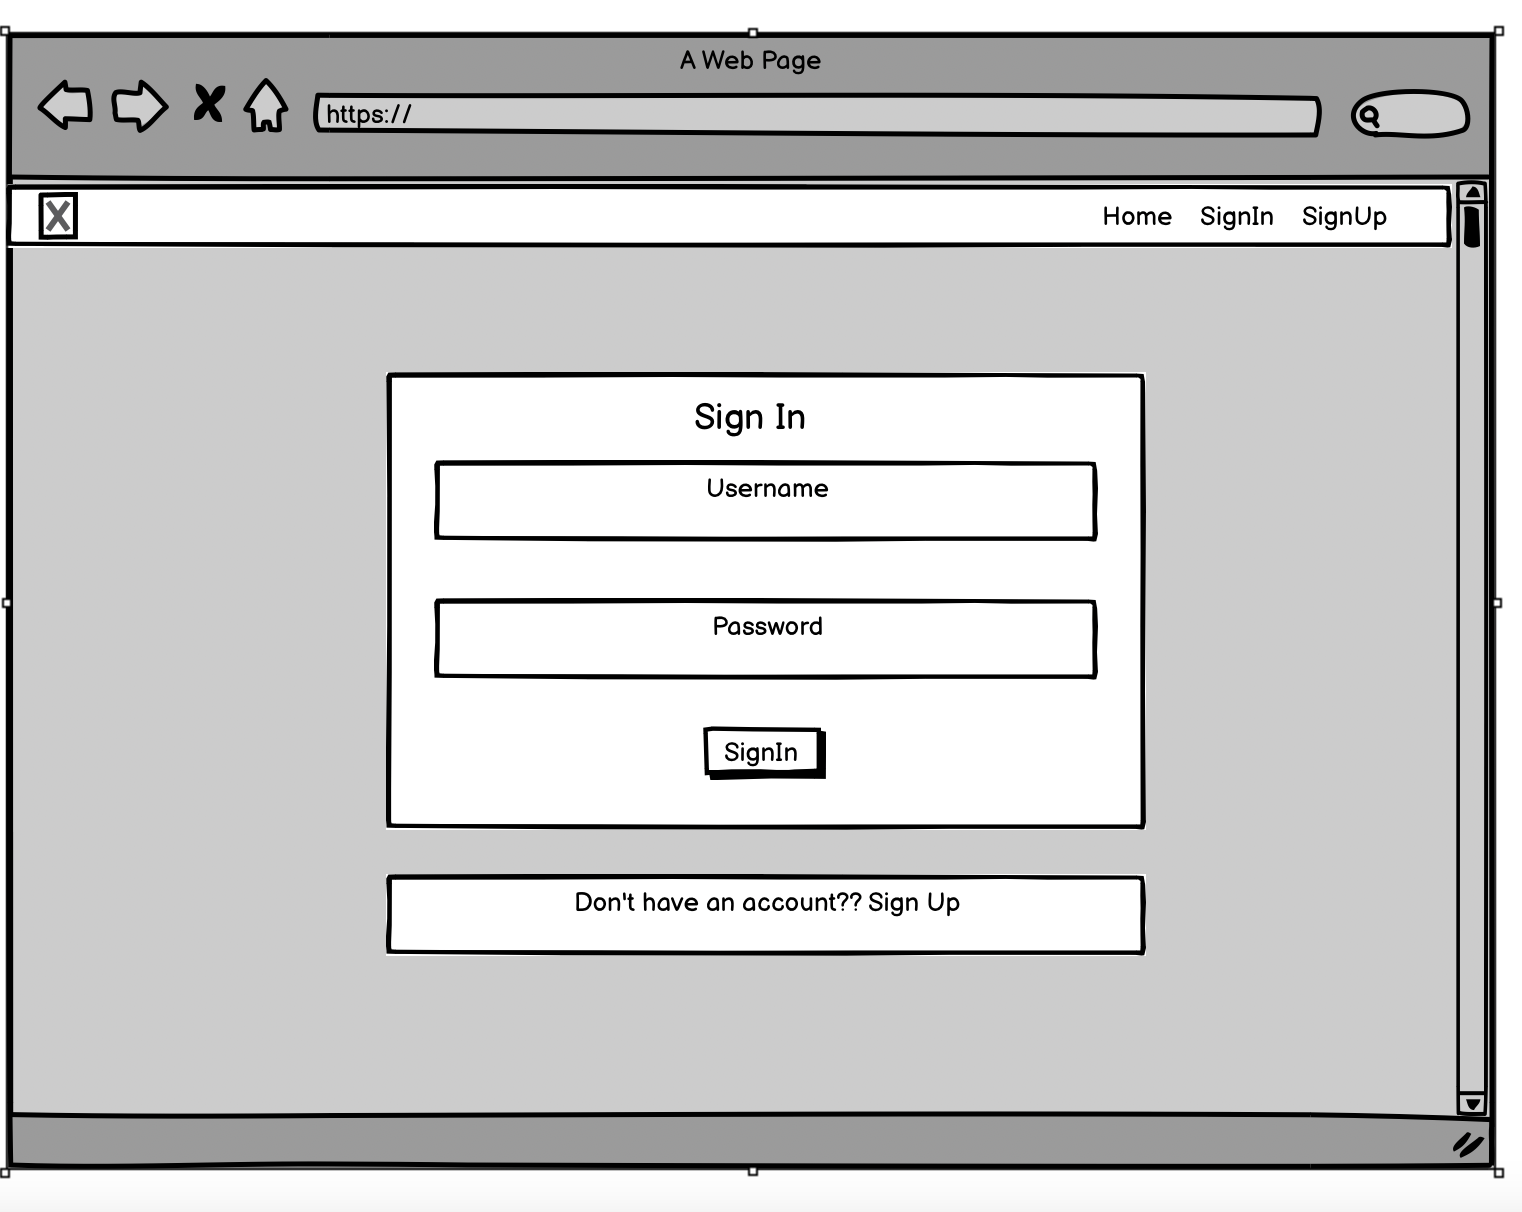 A Web Page
https://
Home SignIn SignUp
Sign In
Username
Password
SignIn
Don't have an account?? Sign Up